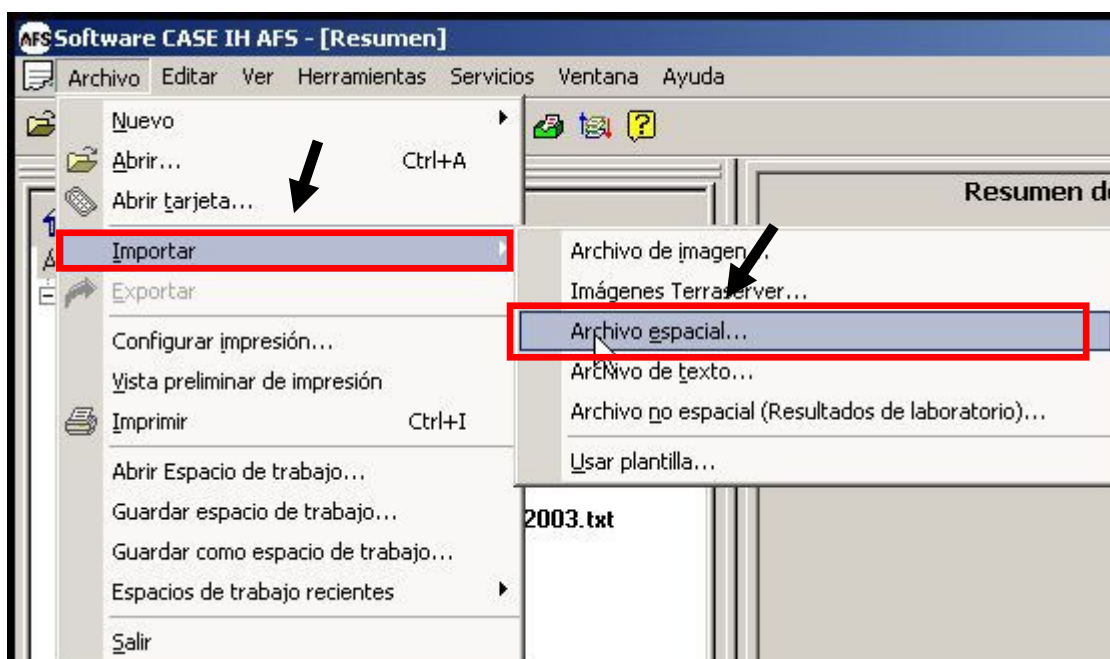 AFS Software CASE IH AFS - [Resumen]
Archivo Editar Ver Herramientas Servicios Ventana Ayuda
Nuevo
Abrir... Ctrl+A
Abrir tarjeta...
Resumen d
Importar
Exportar
Configurar impresión...
Vista preliminar de impresión
Imprimir Ctrl+I
Abrir Espacio de trabajo...
Guardar espacio de trabajo...
Guardar como espacio de trabajo...
Espacios de trabajo recientes
Salir
Archivo de imagen...
Imágenes Terraserver...
Archivo espacial...
Archivo de texto...
Archivo no espacial (Resultados de laboratorio)...
Usar plantilla...
2003.txt